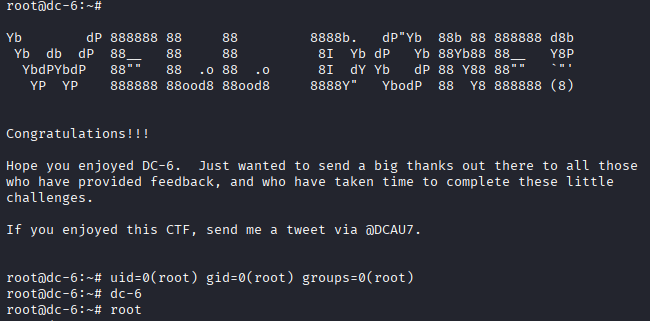 root@dc-6:~#
Yb        dP 888888 88     88         8888b.   dP"Yb  88b 88 888888 d8b
 Yb  db  dP  88__   88     88          8I  Yb dP   Yb 88Yb88 88__   Y8P
  YbdPYbdP   88""   88  .o 88  .o      8I  dY Yb   dP 88 Y88 88""   `"'
   YP  YP    888888 88ood8 88ood8     8888Y"   YbodP  88  Y8 888888 (8)
Congratulations!!!
Hope you enjoyed DC-6.  Just wanted to send a big thanks out there to all those
who have provided feedback, and who have taken time to complete these little
challenges.
If you enjoyed this CTF, send me a tweet via @DCAU7.
root@dc-6:~# uid=0(root) gid=0(root) groups=0(root)
root@dc-6:~# dc-6
root@dc-6:~# root